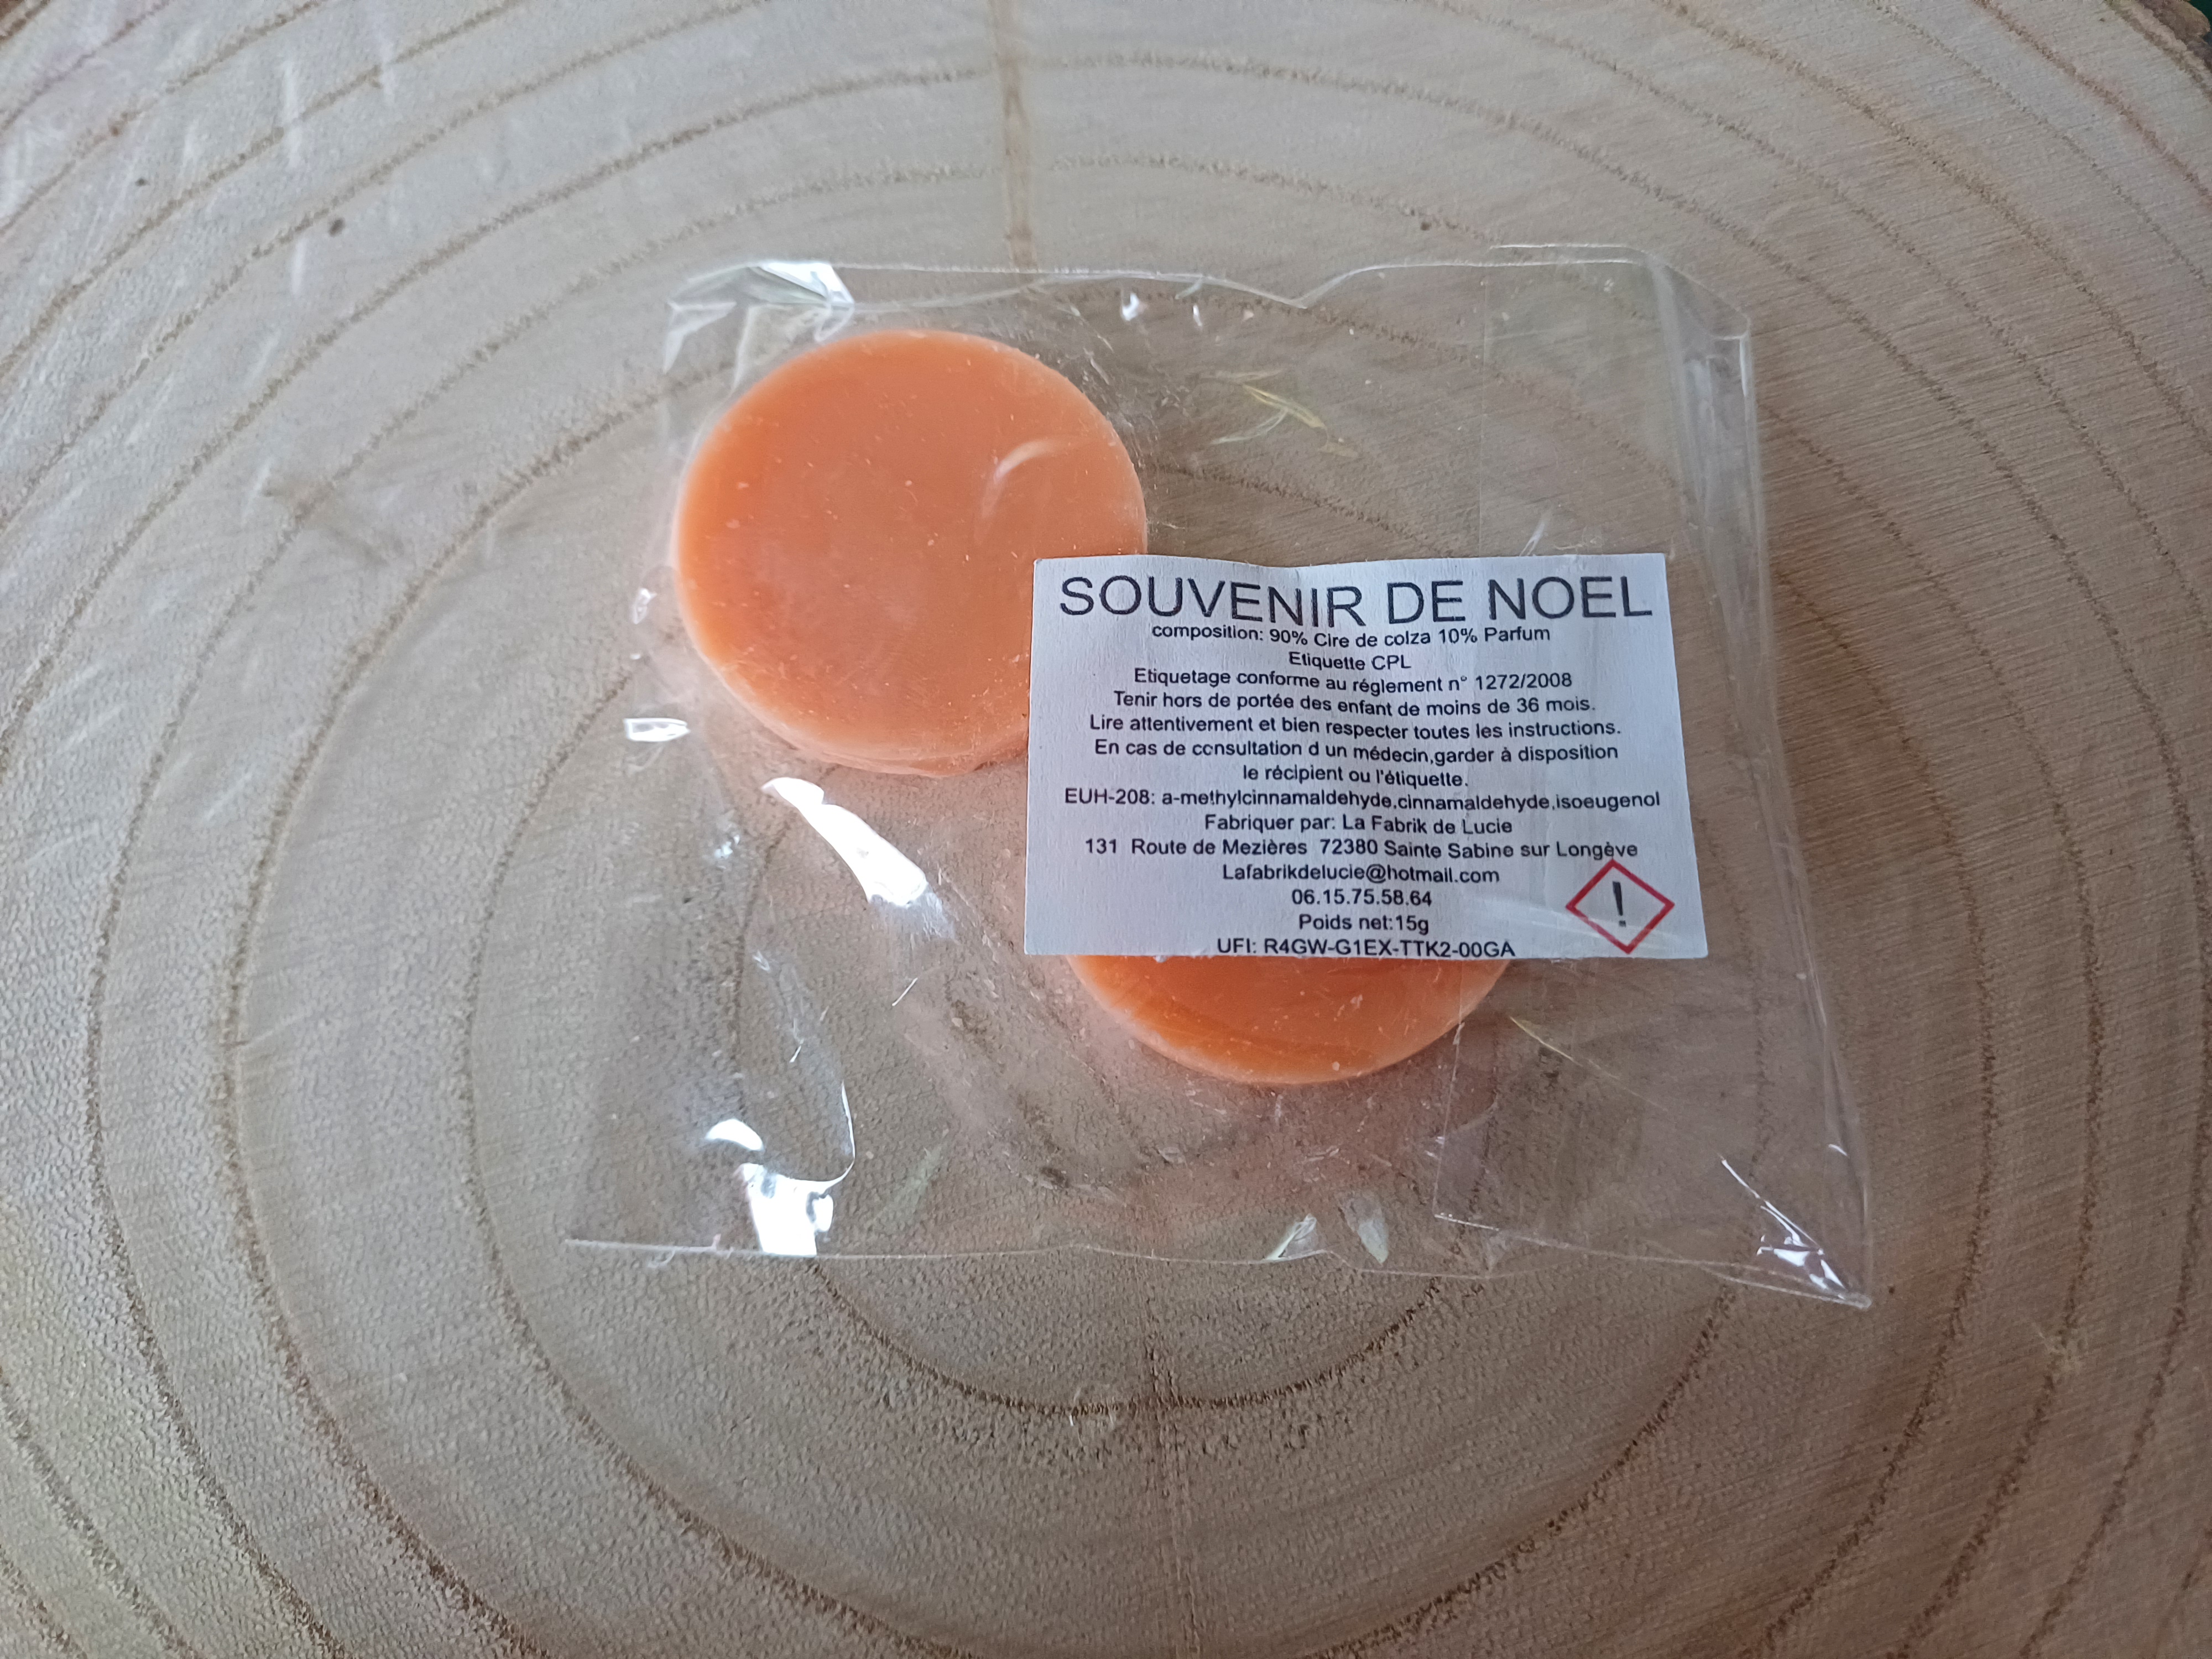 SOUVENIR DE NOEL
composition: 90% Cire de colza 10% Parfum
Etiquette CPL
Etiquetage conforme au réglement n° 1272/2008
Tenir hors de portée des enfant de moins de 36 mois.
Lire attentivement et bien respecter toutes les instructions.
En cas de consultation d un médecin,garder à disposition
le récipient ou l'étiquette.
EUH-208: a-methylcinnamaldehyde,cinnamaldehyde,isoeugenol
Fabriquer par: La Fabrik de Lucie
131 Route de Mezières 72380 Sainte Sabine sur Longève
Lafabrikdelucie@hotmail.com
06.15.75.58.64
Poids net:15g
!
UFI: R4GW-G1EX-TTK2-00GA